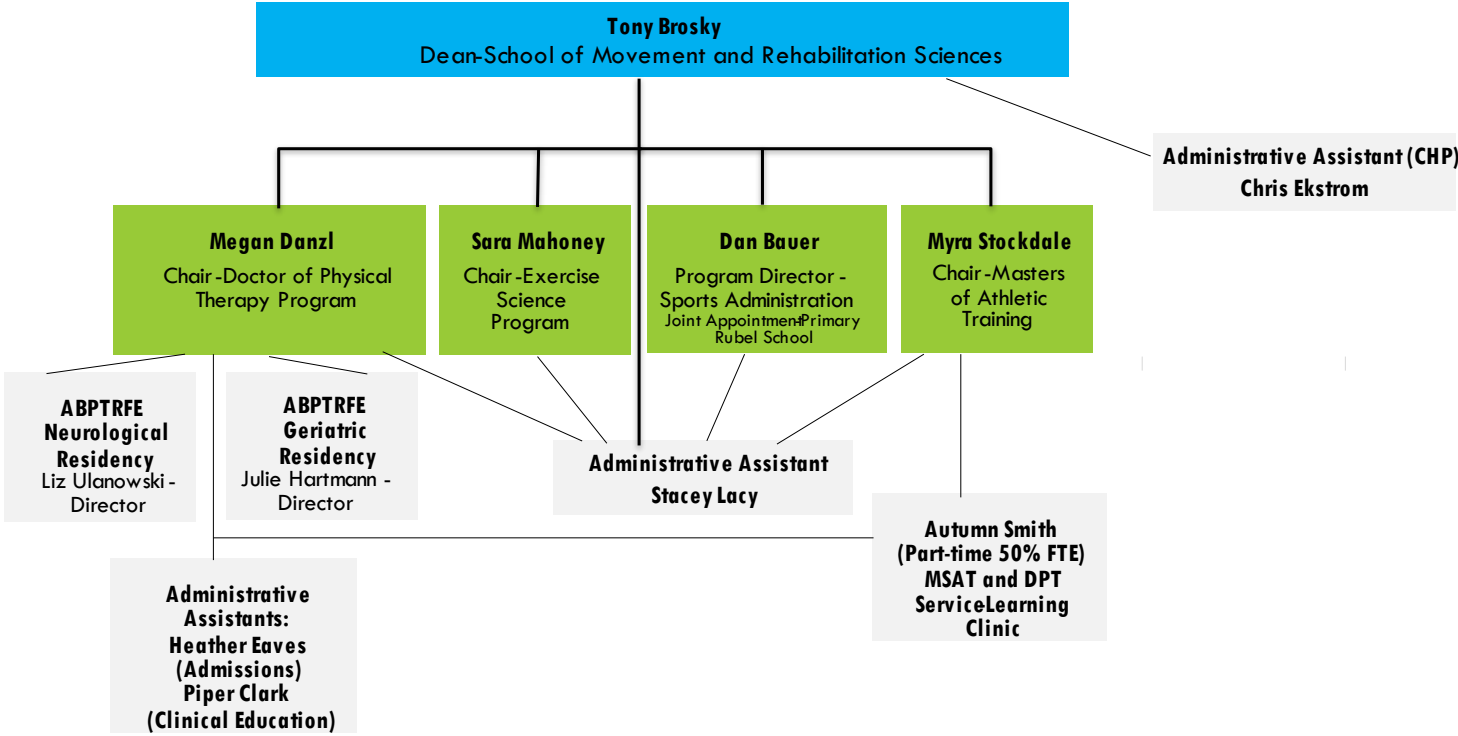 Tony Brosky
Dean-School of Movement and Rehabilitation Sciences
Administrative Assistant (CHP)
Chris Ekstrom
Megan Danzl
Chair-Doctor of Physical
Therapy Program
Sara Mahoney
Chair-Exercise
Science
Program
Dan Bauer
Program Director -
Sports Administration
Joint Appointment-Primary
Rubel School
Myra Stockdale
Chair-Masters
of Athletic
Training
ABPTRFE
Neurological
Residency
Liz Ulanowski -
Director
ABPTRFE
Geriatric
Residency
Julie Hartmann -
Director
Administrative Assistant
Stacey Lacy
Autumn Smith
(Part-time 50% FTE)
MSAT and DPT
ServiceLearning
Clinic
Administrative
Assistants:
Heather Eaves
(Admissions)
Piper Clark
(Clinical Education)